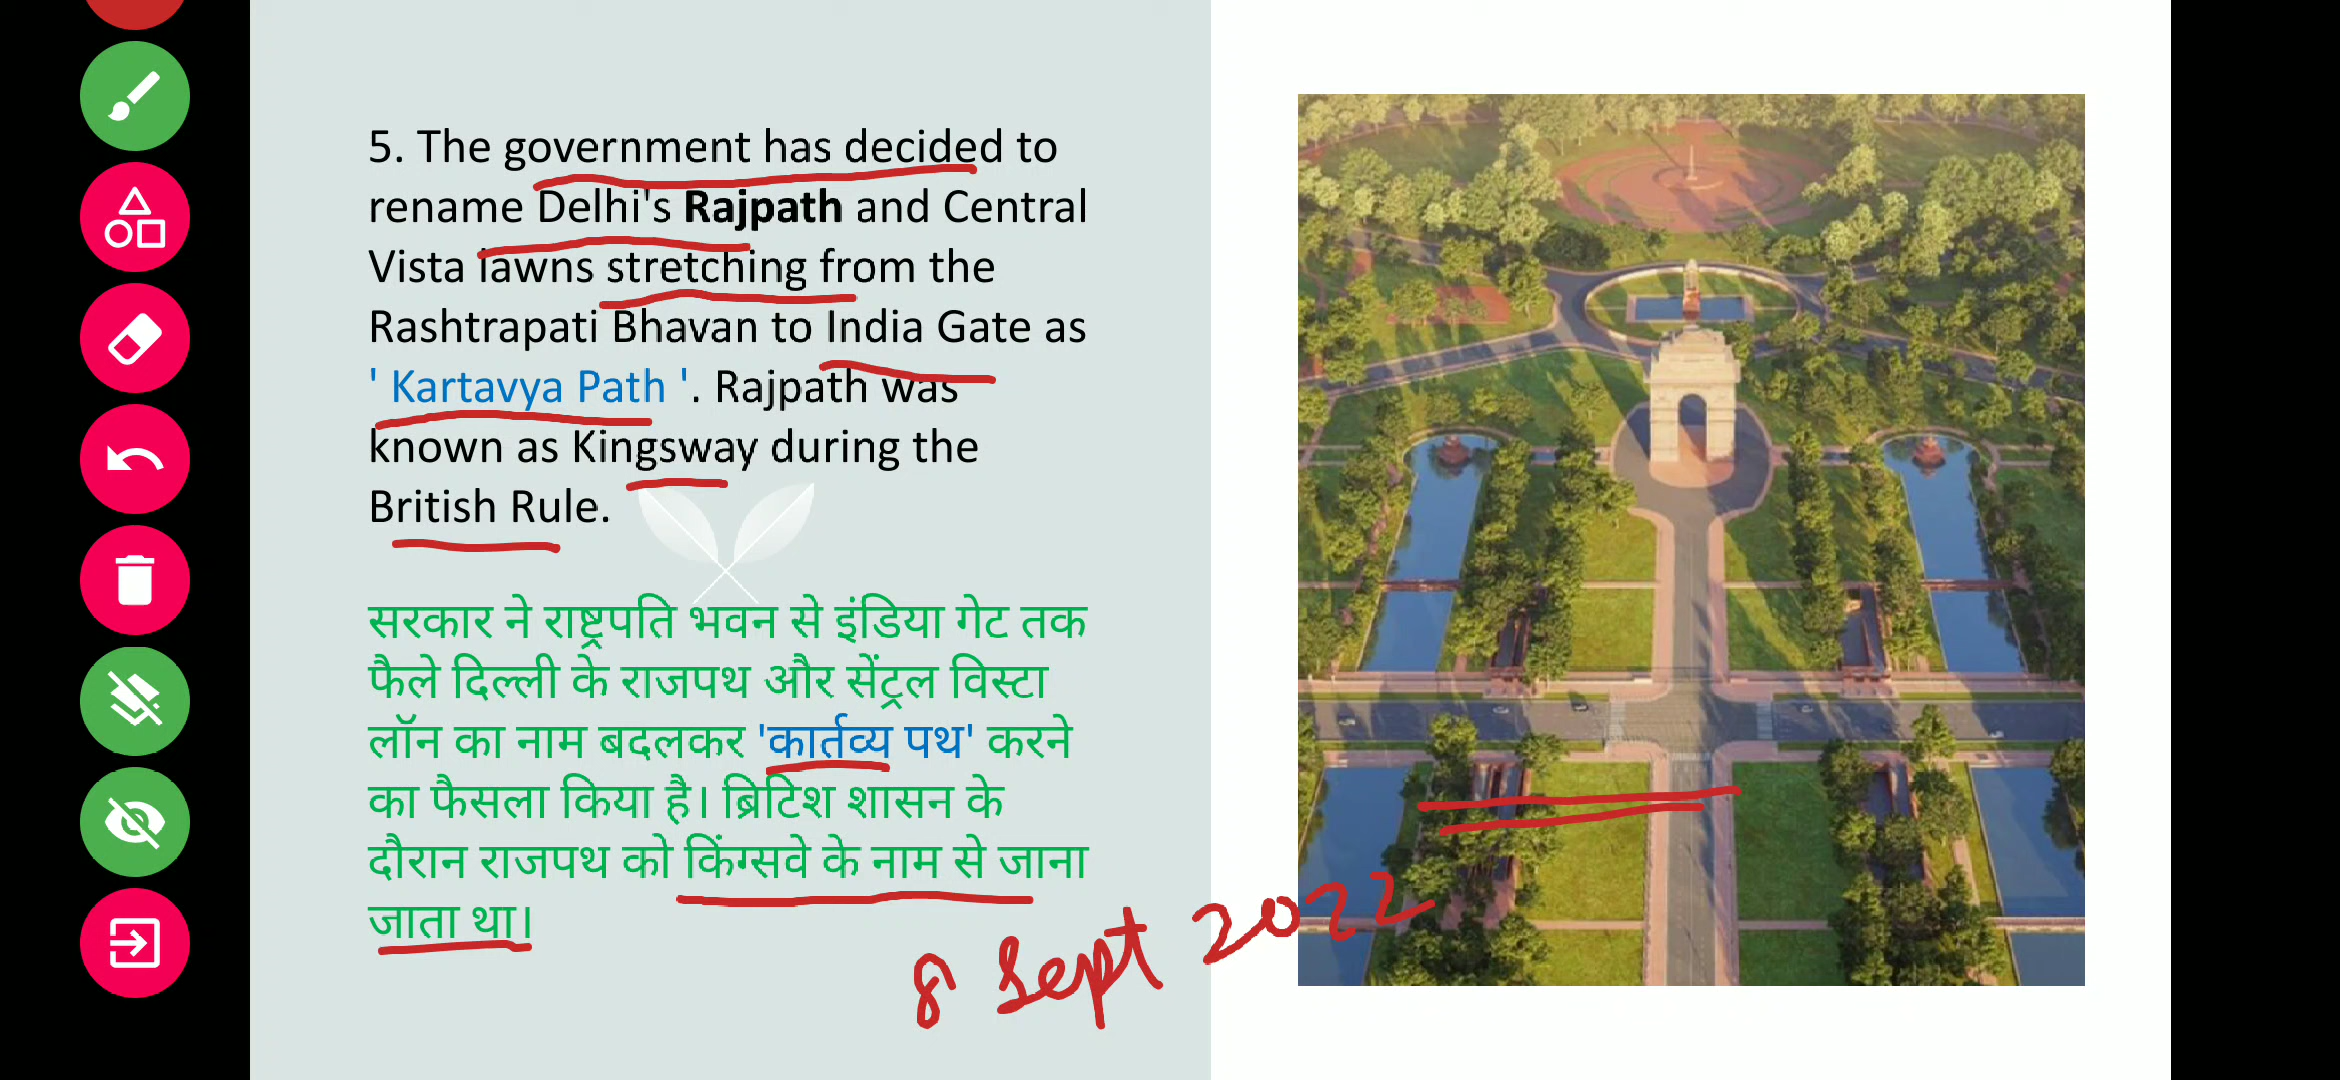 5. The government has decided to
rename Delhi's Rajpath and Central
Vista lawns stretching from the
Rashtrapati Bhavan to India Gate as
' Kartavya Path '. Rajpath was
known as Kingsway during the
British Rule.
सरकार ने राष्ट्रपति भवन से इंडिया गेट तक
फैले दिल्ली के राजपथ और सेंट्रल विस्टा
लॉन का नाम बदलकर 'कार्तव्य पथ' करने
का फैसला किया है। ब्रिटिश शासन के
दौरान राजपथ को किंग्सवे के नाम से जाना
जाता था।
8 Sept 2022